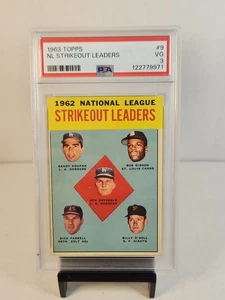 1963 TOPPS
#9
NL STRIKEOUT LEADERS
VG
3
PSA
122779971
1962 NATIONAL LEAGUE
STRIKEOUT LEADERS
SANDY KOUFAX
L. A. DODGERS
BOB GIBSON
ST. LOUIS CARDS
DON DRYSDALE
L. A. DODGERS
DICK FARRELL
HSTN. COLT .45s
BILLY O'DELL
S. F. GIANTS